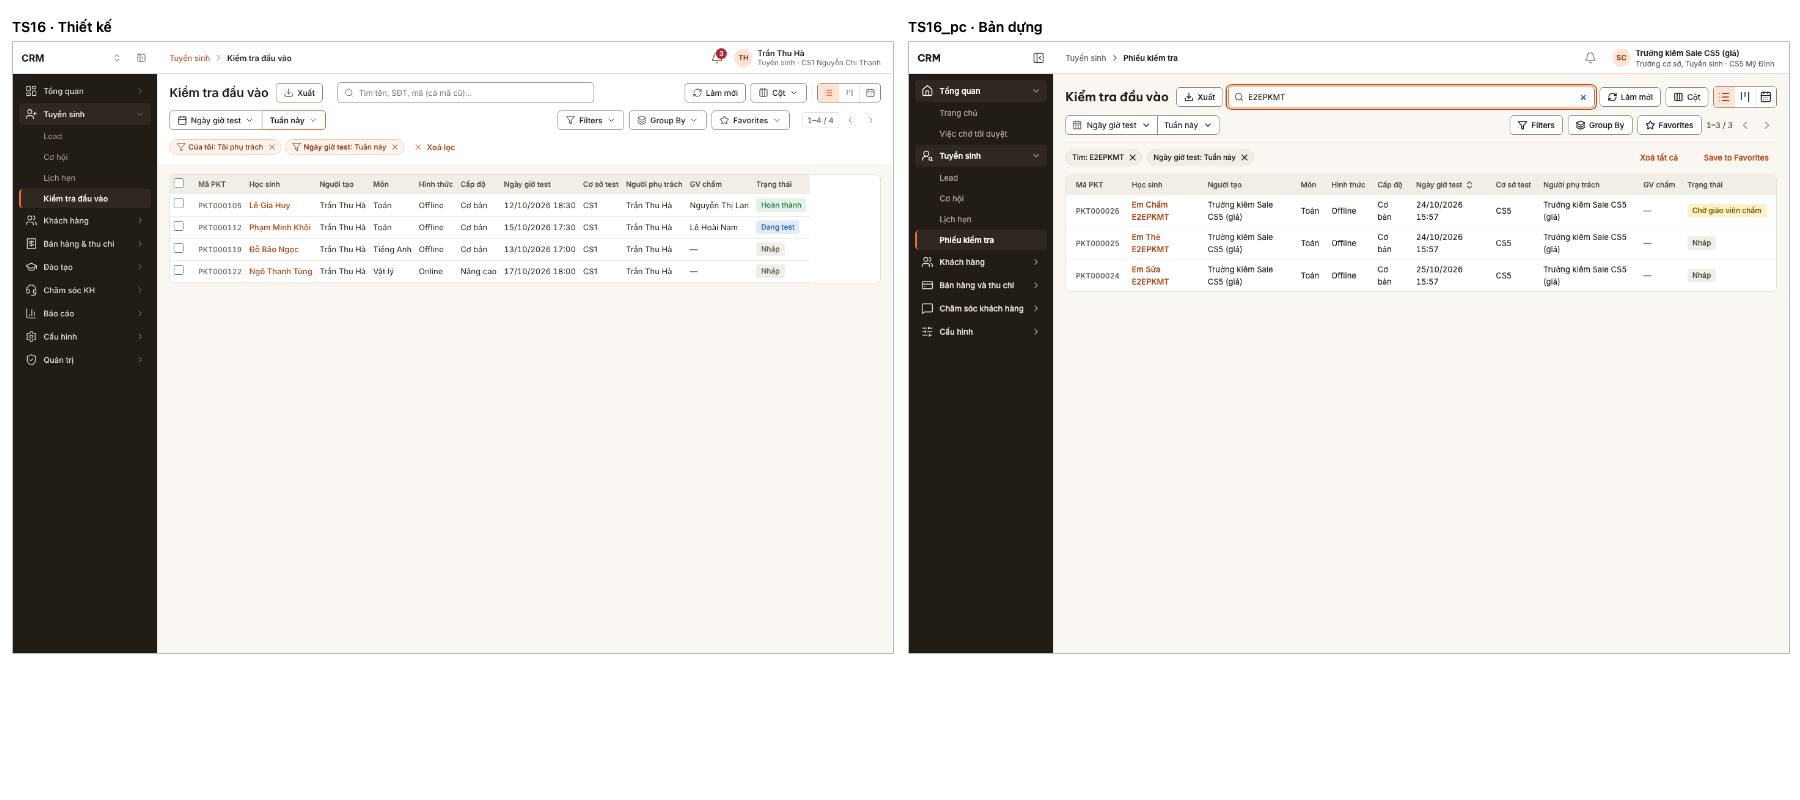 TS16 · Thiết kế
CRM
Tuyển sinh > Kiểm tra đầu vào
3
TH
Trần Thu Hà
Tuyển sinh · CS1 Nguyễn Chí Thanh
Tổng quan
Tuyển sinh
Lead
Cơ hội
Lịch hẹn
Kiểm tra đầu vào
Khách hàng
Bán hàng & thu chi
Đào tạo
Chăm sóc KH
Báo cáo
Cấu hình
Quản trị
Kiểm tra đầu vào
Xuất
Tìm tên, SĐT, mã (cả mã cũ)...
Làm mới
Cột
Ngày giờ test
Tuần này
Filters
Group By
Favorites
1–4 / 4
Của tôi: Tôi phụ trách
Ngày giờ test: Tuần này
Xoá lọc
Mã PKT Học sinh Người tạo Môn Hình thức Cấp độ Ngày giờ test Cơ sở test Người phụ trách GV chấm Trạng thái
PKT000105 Lê Gia Huy Trần Thu Hà Toán Offline Cơ bản 12/10/2026 18:30 CS1 Trần Thu Hà Nguyễn Thị Lan Hoàn thành
PKT000112 Phạm Minh Khôi Trần Thu Hà Toán Offline Cơ bản 15/10/2026 17:30 CS1 Trần Thu Hà Lê Hoài Nam Đang test
PKT000119 Đỗ Bảo Ngọc Trần Thu Hà Tiếng Anh Offline Cơ bản 13/10/2026 17:00 CS1 Trần Thu Hà — Nháp
PKT000122 Ngô Thanh Tùng Trần Thu Hà Vật lý Online Nâng cao 17/10/2026 18:00 CS1 Trần Thu Hà — Nháp
TS16_pc · Bản dựng
CRM
Tuyển sinh > Phiếu kiểm tra
SC
Trưởng kiêm Sale CS5 (giả)
Trưởng cơ sở, Tuyển sinh · CS5 Mỹ Đình
Tổng quan
Trang chủ
Việc chờ tôi duyệt
Tuyển sinh
Lead
Cơ hội
Lịch hẹn
Phiếu kiểm tra
Khách hàng
Bán hàng và thu chi
Chăm sóc khách hàng
Cấu hình
Kiểm tra đầu vào
Xuất
E2EPKMT
Làm mới
Cột
Ngày giờ test
Tuần này
Filters
Group By
Favorites
1–3 / 3
Tìm: E2EPKMT
Ngày giờ test: Tuần này
Xoá tất cả
Save to Favorites
Mã PKT Học sinh Người tạo Môn Hình thức Cấp độ Ngày giờ test Cơ sở test Người phụ trách GV chấm Trạng thái
PKT000026 Em Chấm E2EPKMT Trưởng kiêm Sale CS5 (giả) Toán Offline Cơ bản 24/10/2026 15:57 CS5 Trưởng kiêm Sale CS5 (giả) — Chờ giáo viên chấm
PKT000025 Em Thẻ E2EPKMT Trưởng kiêm Sale CS5 (giả) Toán Offline Cơ bản 24/10/2026 15:57 CS5 Trưởng kiêm Sale CS5 (giả) — Nháp
PKT000024 Em Sửa E2EPKMT Trưởng kiêm Sale CS5 (giả) Toán Offline Cơ bản 25/10/2026 15:57 CS5 Trưởng kiêm Sale CS5 (giả) — Nháp